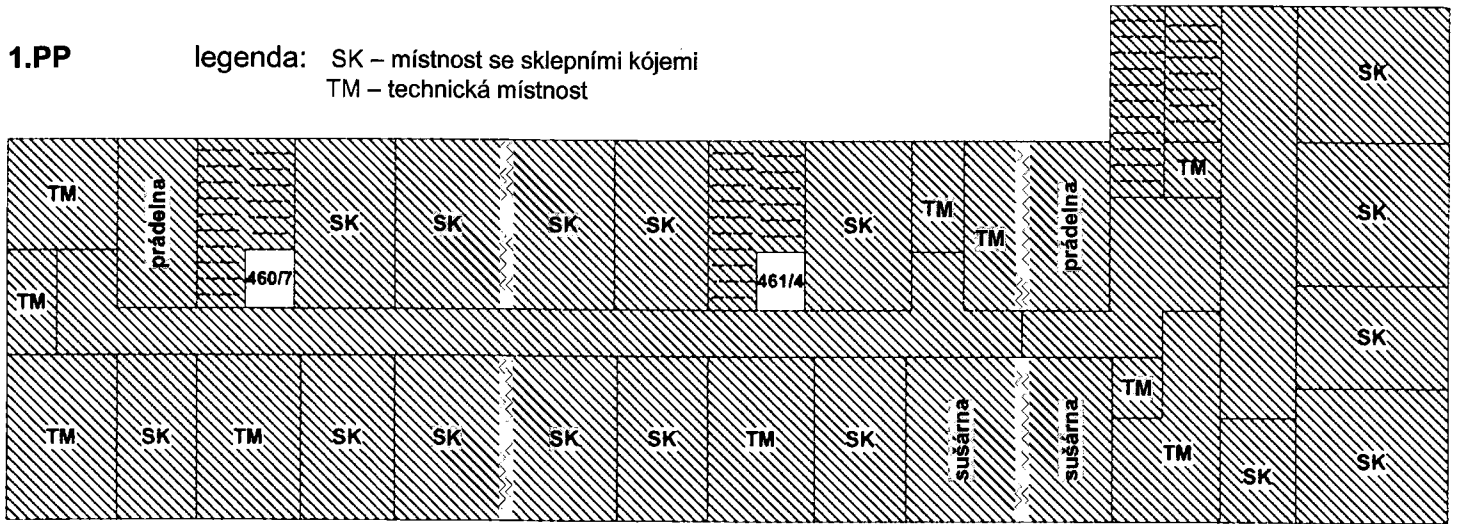 1.PP legenda: SK – místnost se sklepními kójemi
TM – technická místnost
SK
TM prádelna SK SK SK SK SK TM TM prádelna TM SK
460/7 461/4
TM SK
TM SK TM SK SK SK SK TM SK sušárna sušárna TM TM SK SK